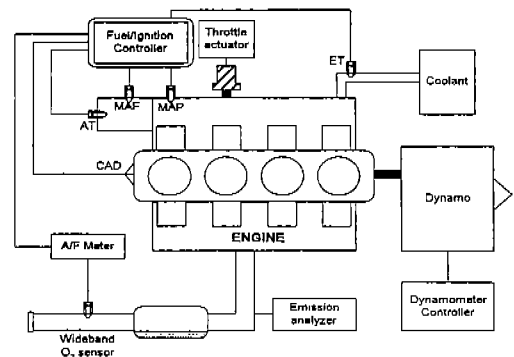 Fuel/Ignition
Controller
Throttle
actuator
ET
Coolant
MAF
MAP
AT
CAD
Dynamo
ENGINE
A/F Meter
Emission
analyzer
Dynamometer
Controller
Wideband
O₂ sensor